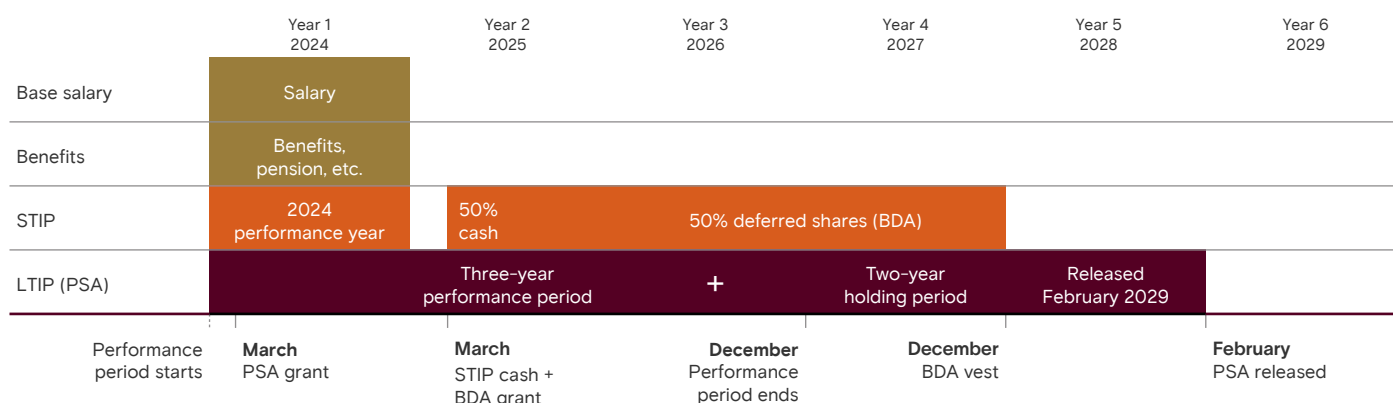 Year 1 Year 2 Year 3 Year 4 Year 5 Year 6
2024 2025 2026 2027 2028 2029
Base salary Salary
Benefits Benefits,
pension, etc.
STIP 2024
performance year 50%
cash 50% deferred shares (BDA)
LTIP (PSA) Three-year
performance period + Two-year
holding period Released
February 2029
Performance
period starts
March
PSA grant
March
STIP cash +
BDA grant
December
Performance
period ends
December
BDA vest
February
PSA released